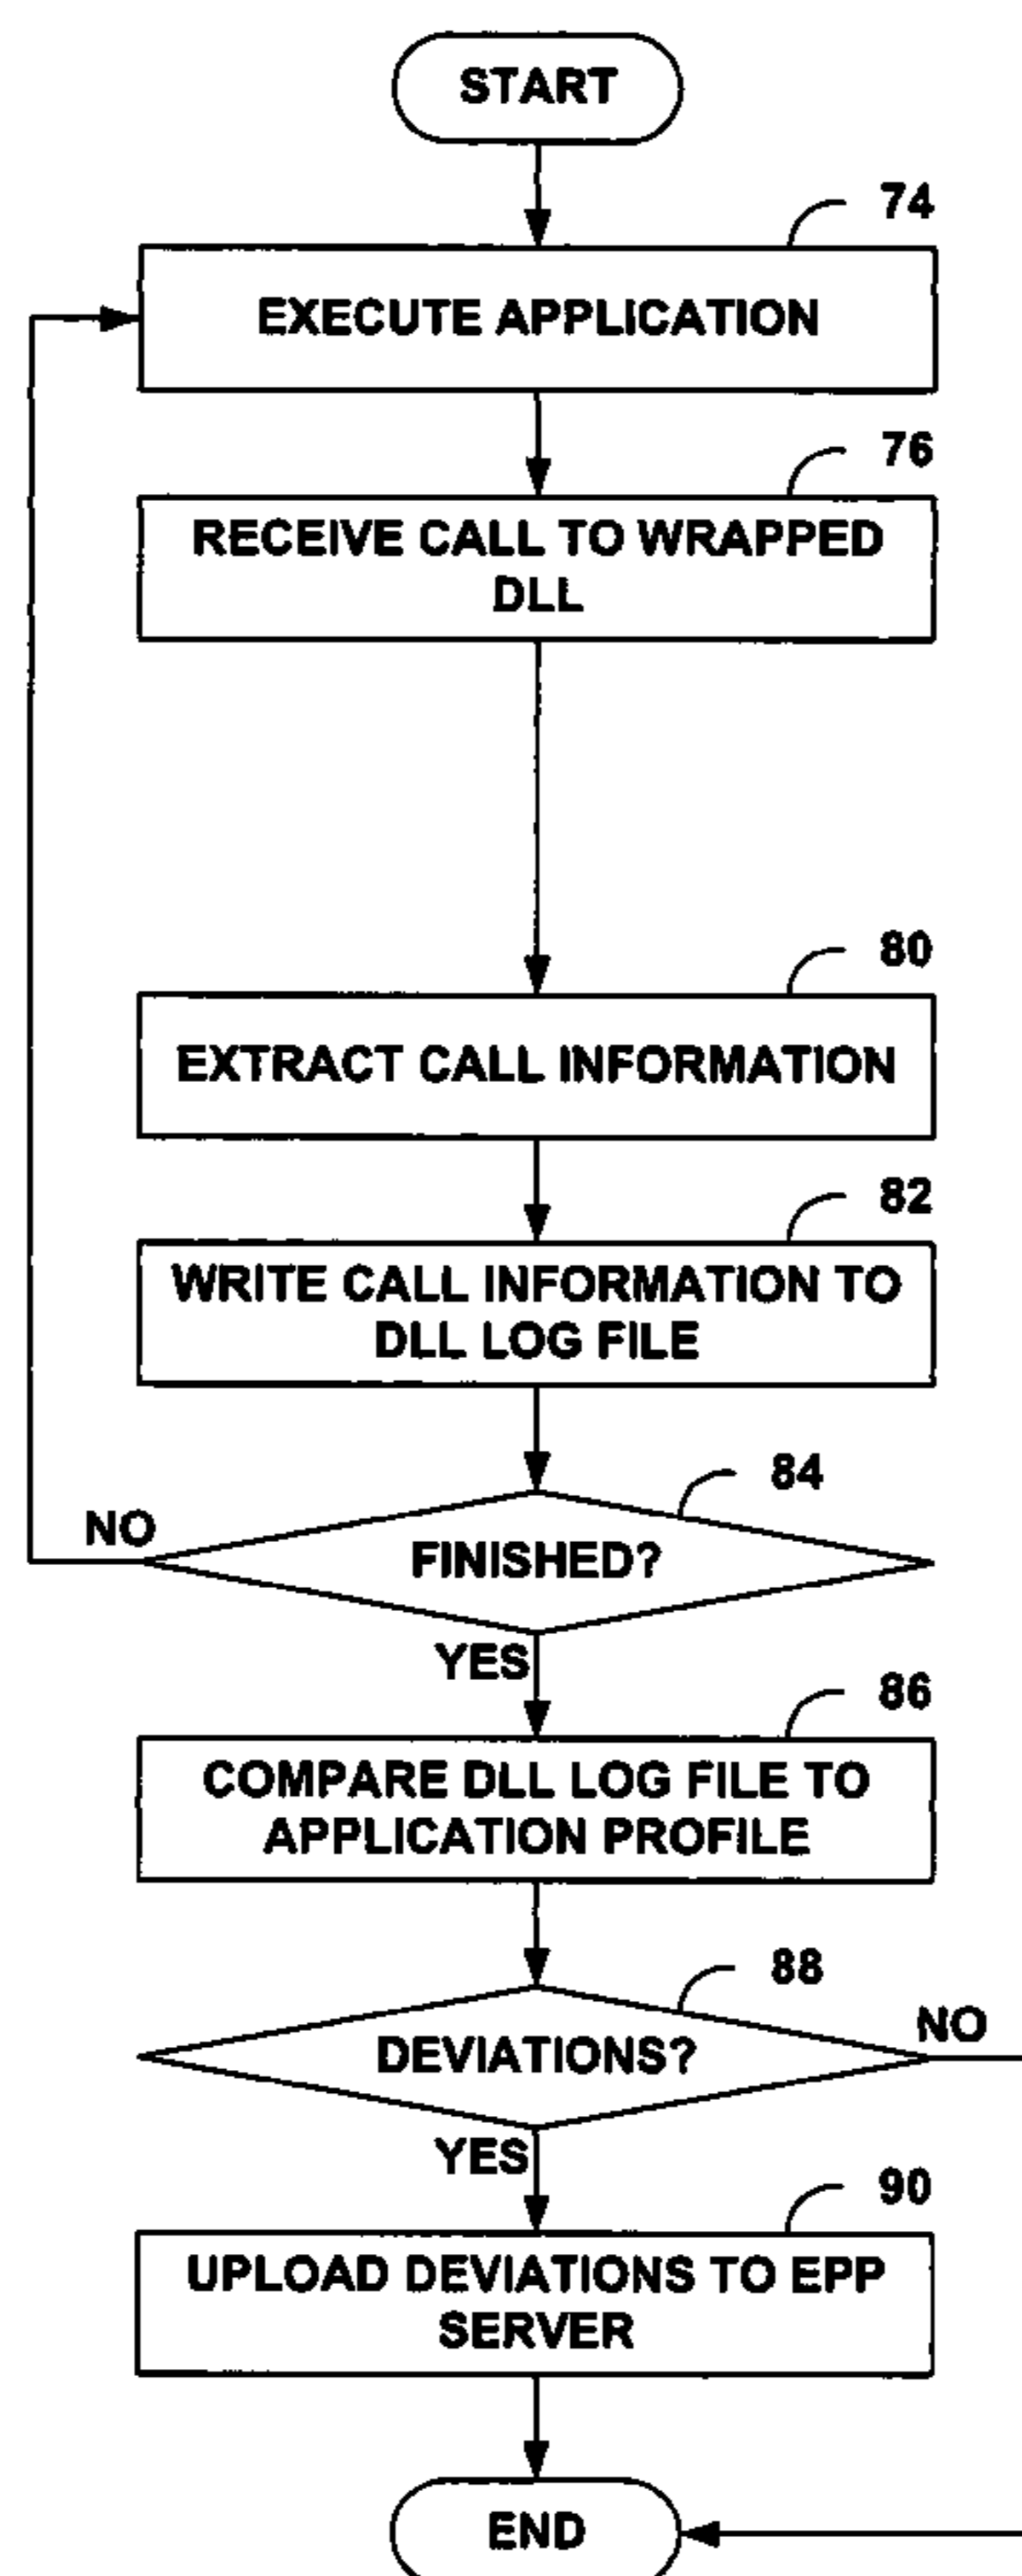 START
74
EXECUTE APPLICATION
76
RECEIVE CALL TO WRAPPED
DLL
80
EXTRACT CALL INFORMATION
82
WRITE CALL INFORMATION TO
DLL LOG FILE
84
NO
FINISHED?
YES
86
COMPARE DLL LOG FILE TO
APPLICATION PROFILE
88
NO
DEVIATIONS?
YES
90
UPLOAD DEVIATIONS TO EPP
SERVER
END